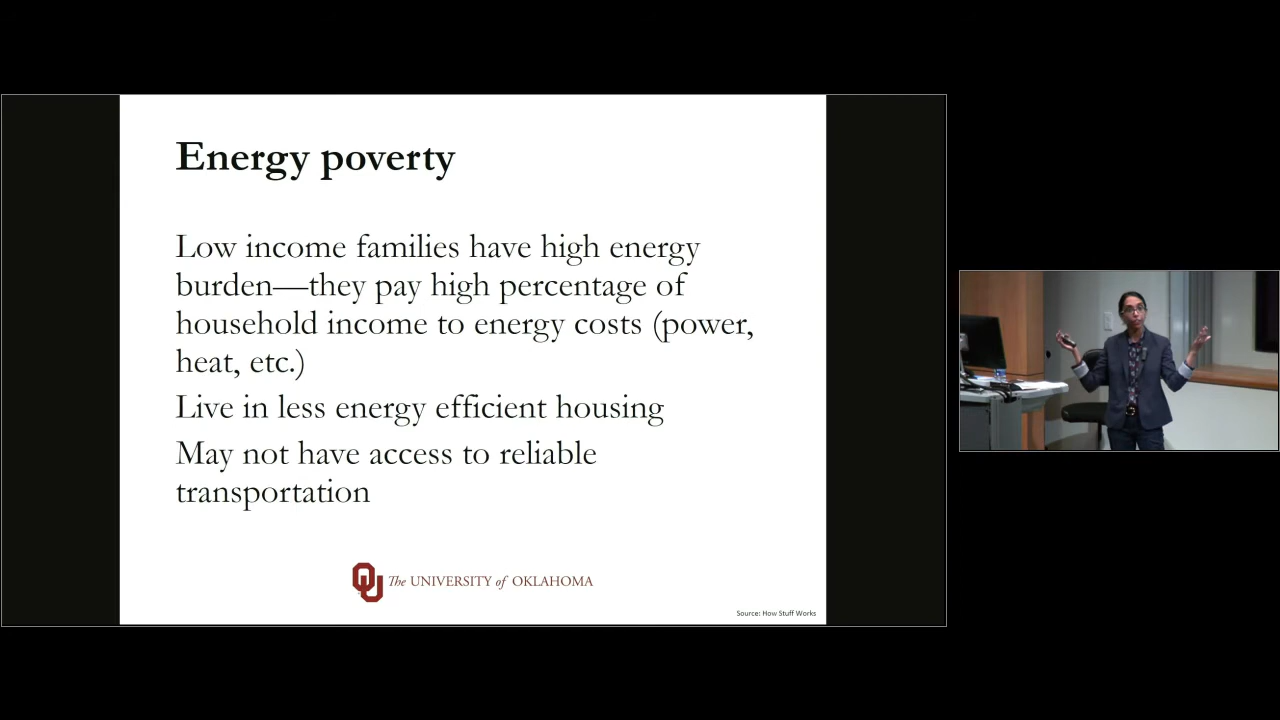 Energy poverty
Low income families have high energy
burden—they pay high percentage of
household income to energy costs (power,
heat, etc.)
Live in less energy efficient housing
May not have access to reliable
transportation
OU The UNIVERSITY of OKLAHOMA
Source: How Stuff Works